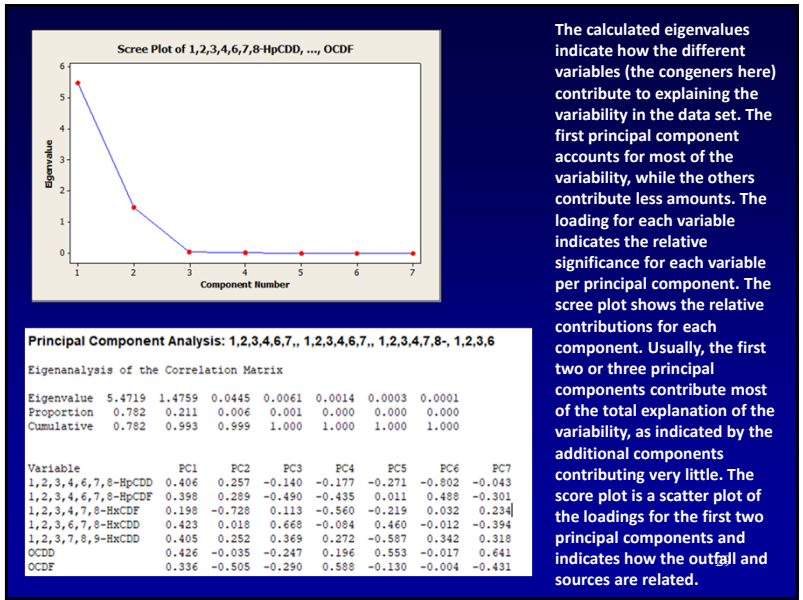 Scree Plot of 1,2,3,4,6,7,8-HpCDD, ..., OCDF
Eigenvalue
6
5
4
3
2
1
0
1 2 3 4 5 6 7
Component Number
Principal Component Analysis: 1,2,3,4,6,7,, 1,2,3,4,6,7,, 1,2,3,4,7,8-, 1,2,3,6
Eigenanalysis of the Correlation Matrix
Eigenvalue 5.4719 1.4759 0.0445 0.0061 0.0014 0.0003 0.0001
Proportion 0.782 0.211 0.006 0.001 0.000 0.000 0.000
Cumulative 0.782 0.993 0.999 1.000 1.000 1.000 1.000
Variable PC1 PC2 PC3 PC4 PC5 PC6 PC7
1,2,3,4,6,7,8-HpCDD 0.406 0.257 -0.140 -0.177 -0.271 -0.802 -0.043
1,2,3,4,6,7,8-HpCDF 0.398 0.289 -0.490 -0.435 0.011 0.488 -0.301
1,2,3,4,7,8-HxCDF 0.198 -0.728 0.113 -0.560 -0.219 0.032 0.234
1,2,3,6,7,8-HxCDD 0.423 0.018 0.668 -0.084 0.460 -0.012 -0.394
1,2,3,7,8,9-HxCDD 0.405 0.252 0.369 0.272 -0.587 0.342 0.318
OCDD 0.426 -0.035 -0.247 0.196 0.553 -0.017 0.641
OCDF 0.336 -0.505 -0.290 0.588 -0.130 -0.004 -0.431
The calculated eigenvalues
indicate how the different
variables (the congeners here)
contribute to explaining the
variability in the data set. The
first principal component
accounts for most of the
variability, while the others
contribute less amounts. The
loading for each variable
indicates the relative
significance for each variable
per principal component. The
scree plot shows the relative
contributions for each
component. Usually, the first
two or three principal
components contribute most
of the total explanation of the
variability, as indicated by the
additional components
contributing very little. The
score plot is a scatter plot of
the loadings for the first two
principal components and
indicates how the outfall and
sources are related.